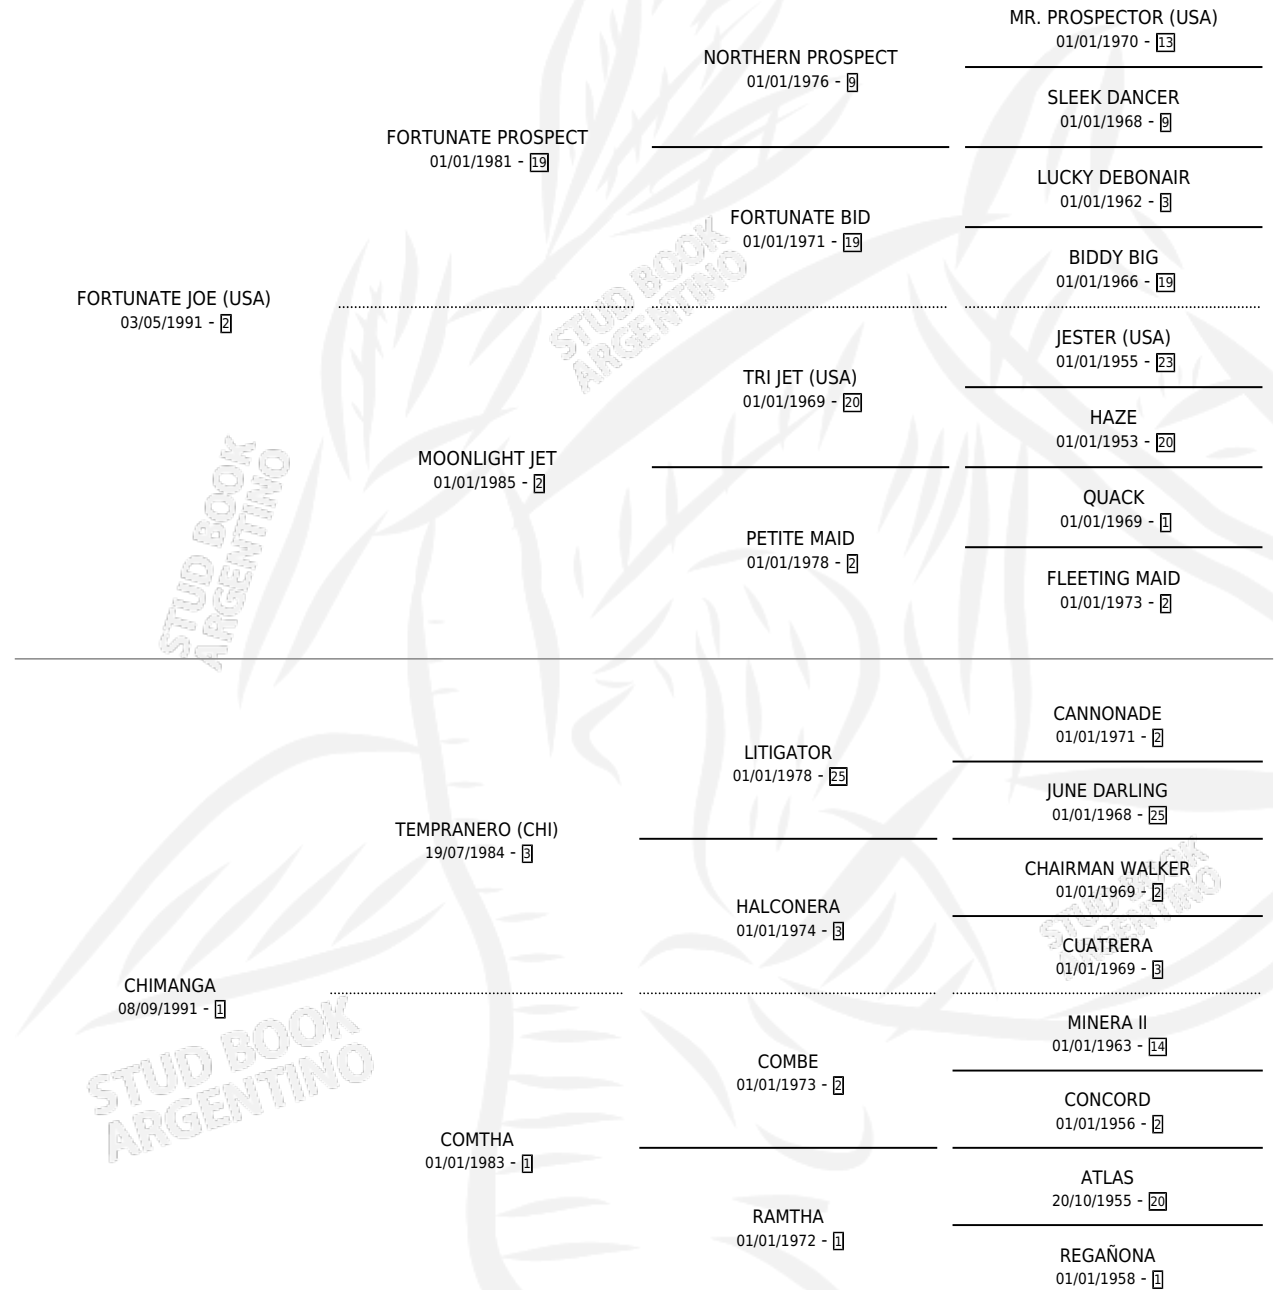 MR. PROSPECTOR (USA)
01/01/1970 - 13
NORTHERN PROSPECT
01/01/1976 - 9
SLEEK DANCER
01/01/1968 - 9
FORTUNATE PROSPECT
01/01/1981 - 19
LUCKY DEBONAIR
01/01/1962 - 3
FORTUNATE BID
01/01/1971 - 19
BIDDY BIG
01/01/1966 - 19
FORTUNATE JOE (USA)
03/05/1991 - 2
JESTER (USA)
01/01/1955 - 23
TRI JET (USA)
01/01/1969 - 20
HAZE
01/01/1953 - 20
MOONLIGHT JET
01/01/1985 - 2
QUACK
01/01/1969 - 1
PETITE MAID
01/01/1978 - 2
FLEETING MAID
01/01/1973 - 2
CANNONADE
01/01/1971 - 2
LITIGATOR
01/01/1978 - 25
JUNE DARLING
01/01/1968 - 25
TEMPRANERO (CHI)
19/07/1984 - 3
CHAIRMAN WALKER
01/01/1969 - 2
HALCONERA
01/01/1974 - 3
CUATRERA
01/01/1969 - 3
CHIMANGA
08/09/1991 - 1
MINERA II
01/01/1963 - 14
COMBE
01/01/1973 - 2
CONCORD
01/01/1956 - 2
COMTHA
01/01/1983 - 1
ATLAS
20/10/1955 - 20
RAMTHA
01/01/1972 - 1
REGAÑONA
01/01/1958 - 1
STUD BOOK
ARGENTINO
STUD BOOK
ARGENTINO
STUD BOOK
ARGENTINO
STUD BOOK
ARGENTINO